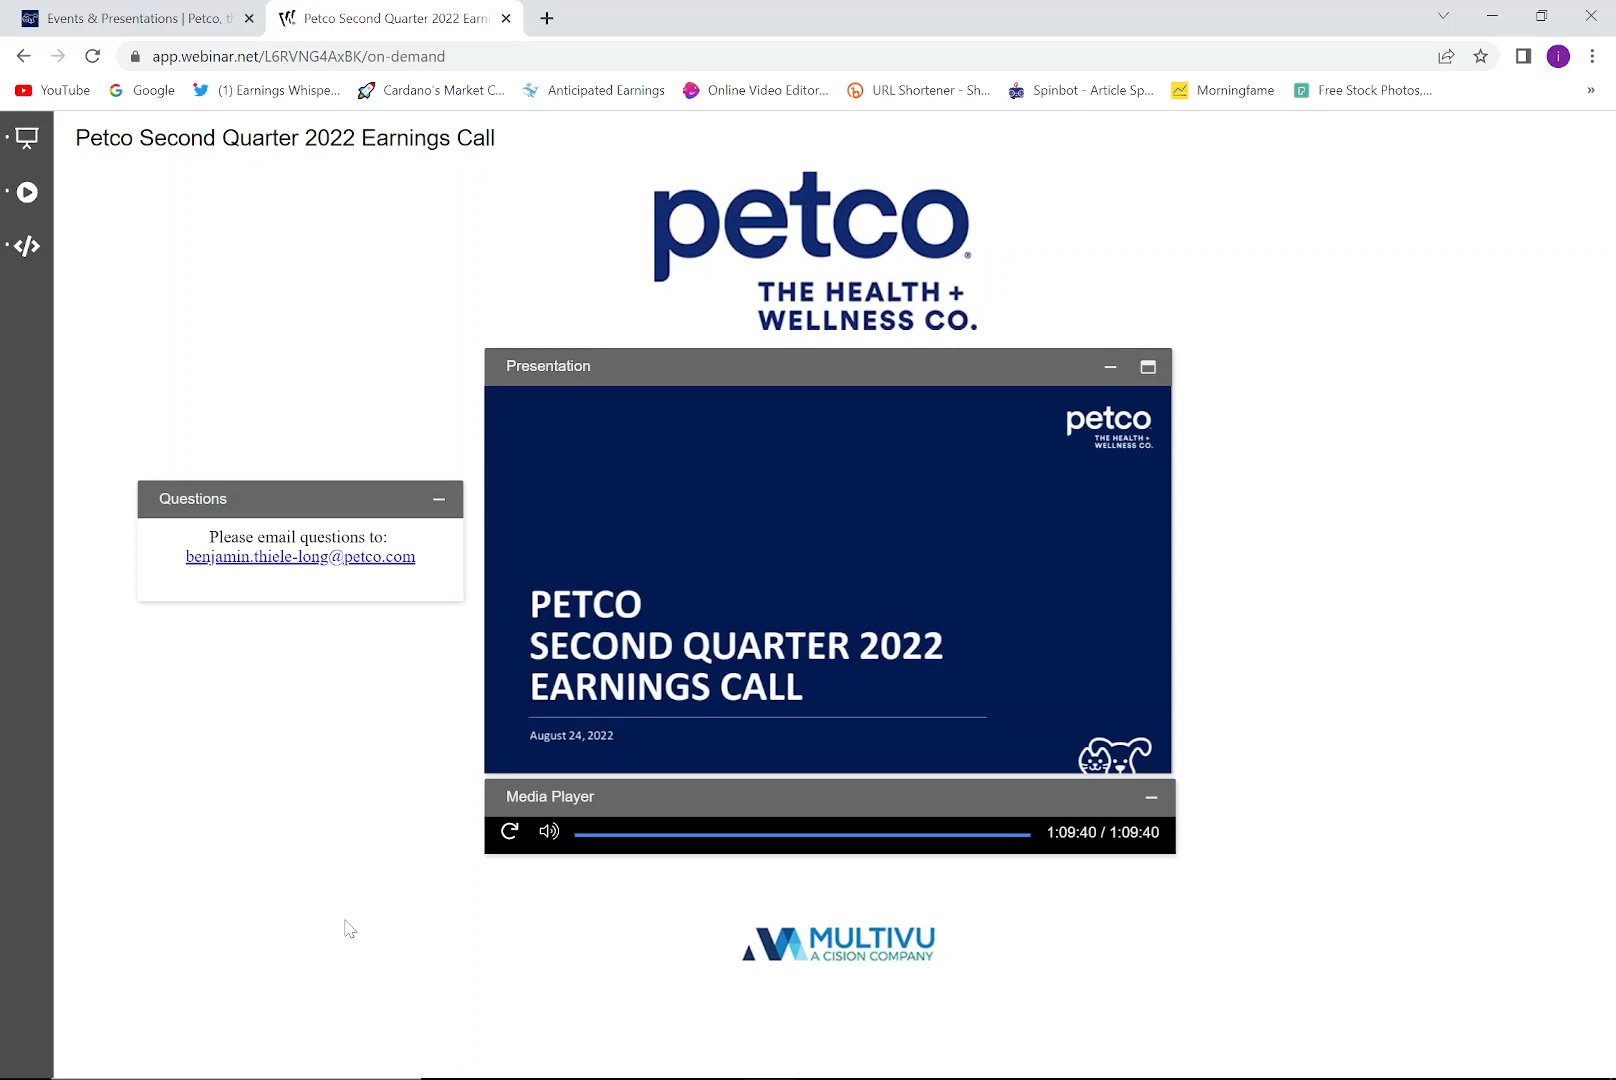 Events & Presentations | Petco, t
Petco Second Quarter 2022 Earni
app.webinar.net/L6RVNG4AxBK/on-demand
YouTube
Google
(1) Earnings Whispe...
Cardano's Market C...
Anticipated Earnings
Online Video Editor...
URL Shortener - Sh...
Spinbot - Article Sp...
Morningfame
Free Stock Photos,...
»
i
Petco Second Quarter 2022 Earnings Call
petco®
THE HEALTH +
WELLNESS CO.
Presentation
petco
THE HEALTH +
WELLNESS CO.
Questions
Please email questions to:
benjamin.thiele-long@petco.com
PETCO
SECOND QUARTER 2022
EARNINGS CALL
August 24, 2022
Media Player
1:09:40 / 1:09:40
MULTIVU
A CISION COMPANY